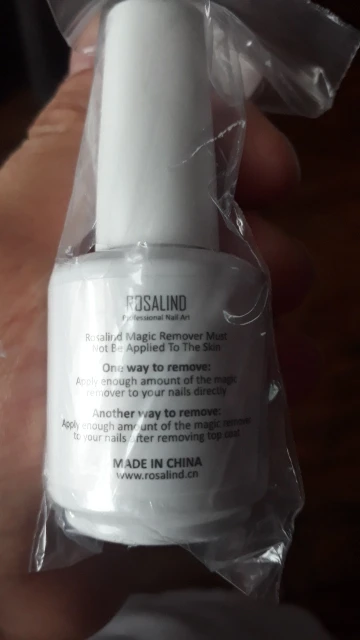 ROSALIND
Professional Nail Art
Rosalind Magic Remover Must
Not Be Applied To The Skin
One way to remove:
Apply enough amount of the magic
remover to your nails directly
Another way to remove:
Apply enough amount of the magic remover
to your nails after removing top coat
MADE IN CHINA
www.rosalind.cn